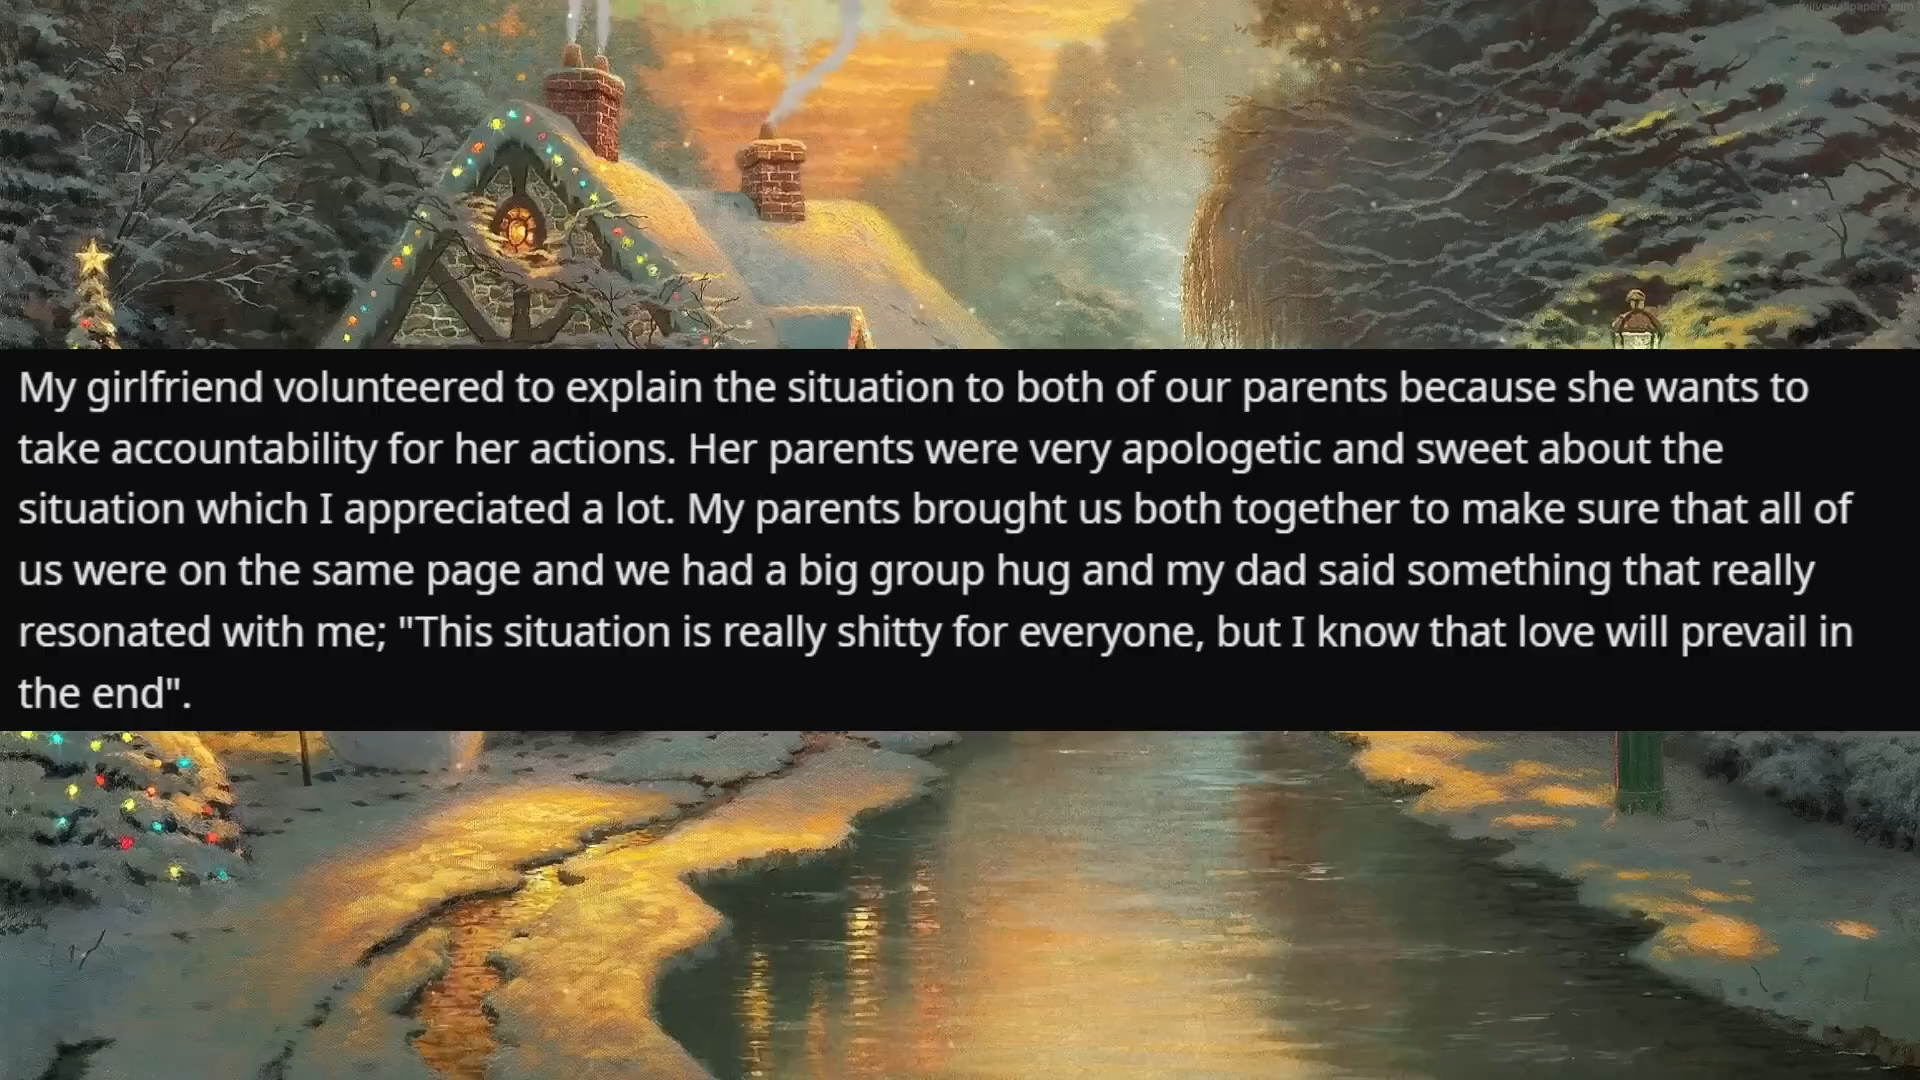 My girlfriend volunteered to explain the situation to both of our parents because she wants to
take accountability for her actions. Her parents were very apologetic and sweet about the
situation which I appreciated a lot. My parents brought us both together to make sure that all of
us were on the same page and we had a big group hug and my dad said something that really
resonated with me; "This situation is really shitty for everyone, but I know that love will prevail in
the end".